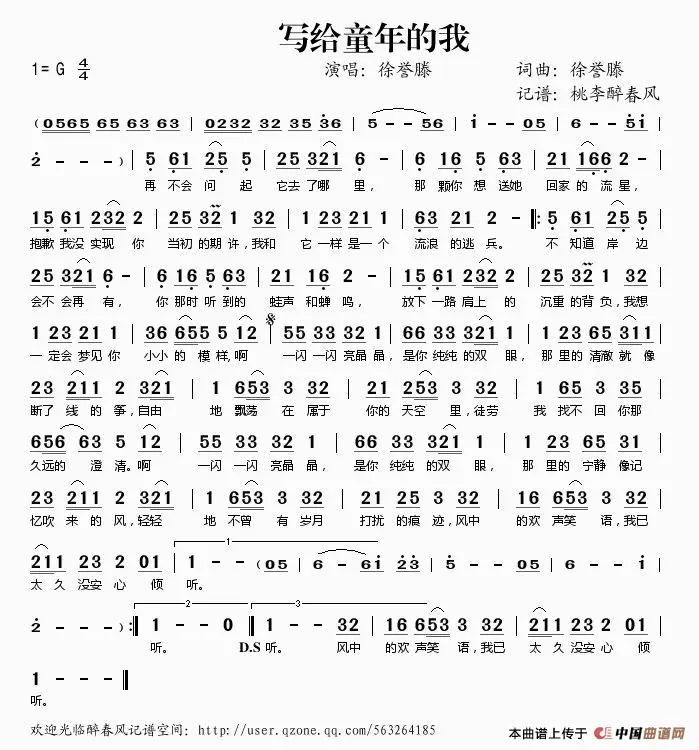 写给童年的我
1= G 4/4
演唱：徐誉滕
词曲：徐誉滕
记谱：桃李醉春风
( 0565 65 63 63 | 0232 32 35 36 | 5 - - 56 | i - - 05 | 6 - - 5i |
2 - - ) | 5 61 25 5 | 25 321 6 - | 6 16 5 63 | 21 166 2 - |
再 不会 问 起 它去了哪 里， 那 颗你 想 送她 回家的 流星，
15 61 232 2 | 25 32 1 32 | 123 21 1 1 | 63 21 2 - ‖: 5 61 25 5 |
抱歉我没实现 你 当初的期 许，我和 它 一样 是一个 流浪的逃 兵。 不 知道 岸 边
25 321 6 - | 6 16 5 63 | 21 16 2 - | 15 61 232 2 | 25 32 1 32 |
会不会再 有， 你 那时 听 到的 蛙声 和蝉 鸣， 放下一路肩上 的 沉重的背 负，我想
1 23 21 1 | 36 655 5 12 | 55 33 32 1 | 66 33 321 1 | 23 65 311 |
一 定会 梦见 你 小小 的 模样，啊 一闪 一闪 亮晶 晶， 是你 纯纯 的双 眼， 那里 的清澈 就 像
23 211 2 321 | 1 653 3 32 | 21 253 1 32 | 1 65 3 35 |
断了 线 的 筝，自由 地 飘荡 在 属于 你的 天空 里，徒劳 我 找不 回 你那
656 63 5 12 | 55 33 32 1 | 66 33 321 1 | 23 65 31 |
久远 的 澄 清。啊 一闪 一闪 亮晶 晶， 是你 纯纯 的双 眼， 那 里的 宁静 像记
23 211 2 321 | 1 653 3 32 | 21 25 3 32 | 16 653 3 32 |
忆吹 来 的 风，轻轻 地 不曾 有 岁月 打扰 的痕 迹，风中 的欢 声笑 语，我已
211 23 2 01 | 1 - - (05 | 6 - 6i | 23 | 5 - - 05 | 6 - - 5i |
太 久 没安 心 倾 听。
2 - - ) :‖ 1 - - 0 ‖ 1 - - 32 | 16 653 3 32 | 211 23 2 01 |
听。 D.S 听。 风中 的欢 声笑 语，我已 太 久 没安心 倾
1 - - ‖
听。
欢迎光临醉春风记谱空间：http://user.qzone.qq.com/563264185
本曲谱上传于 中国曲谱网